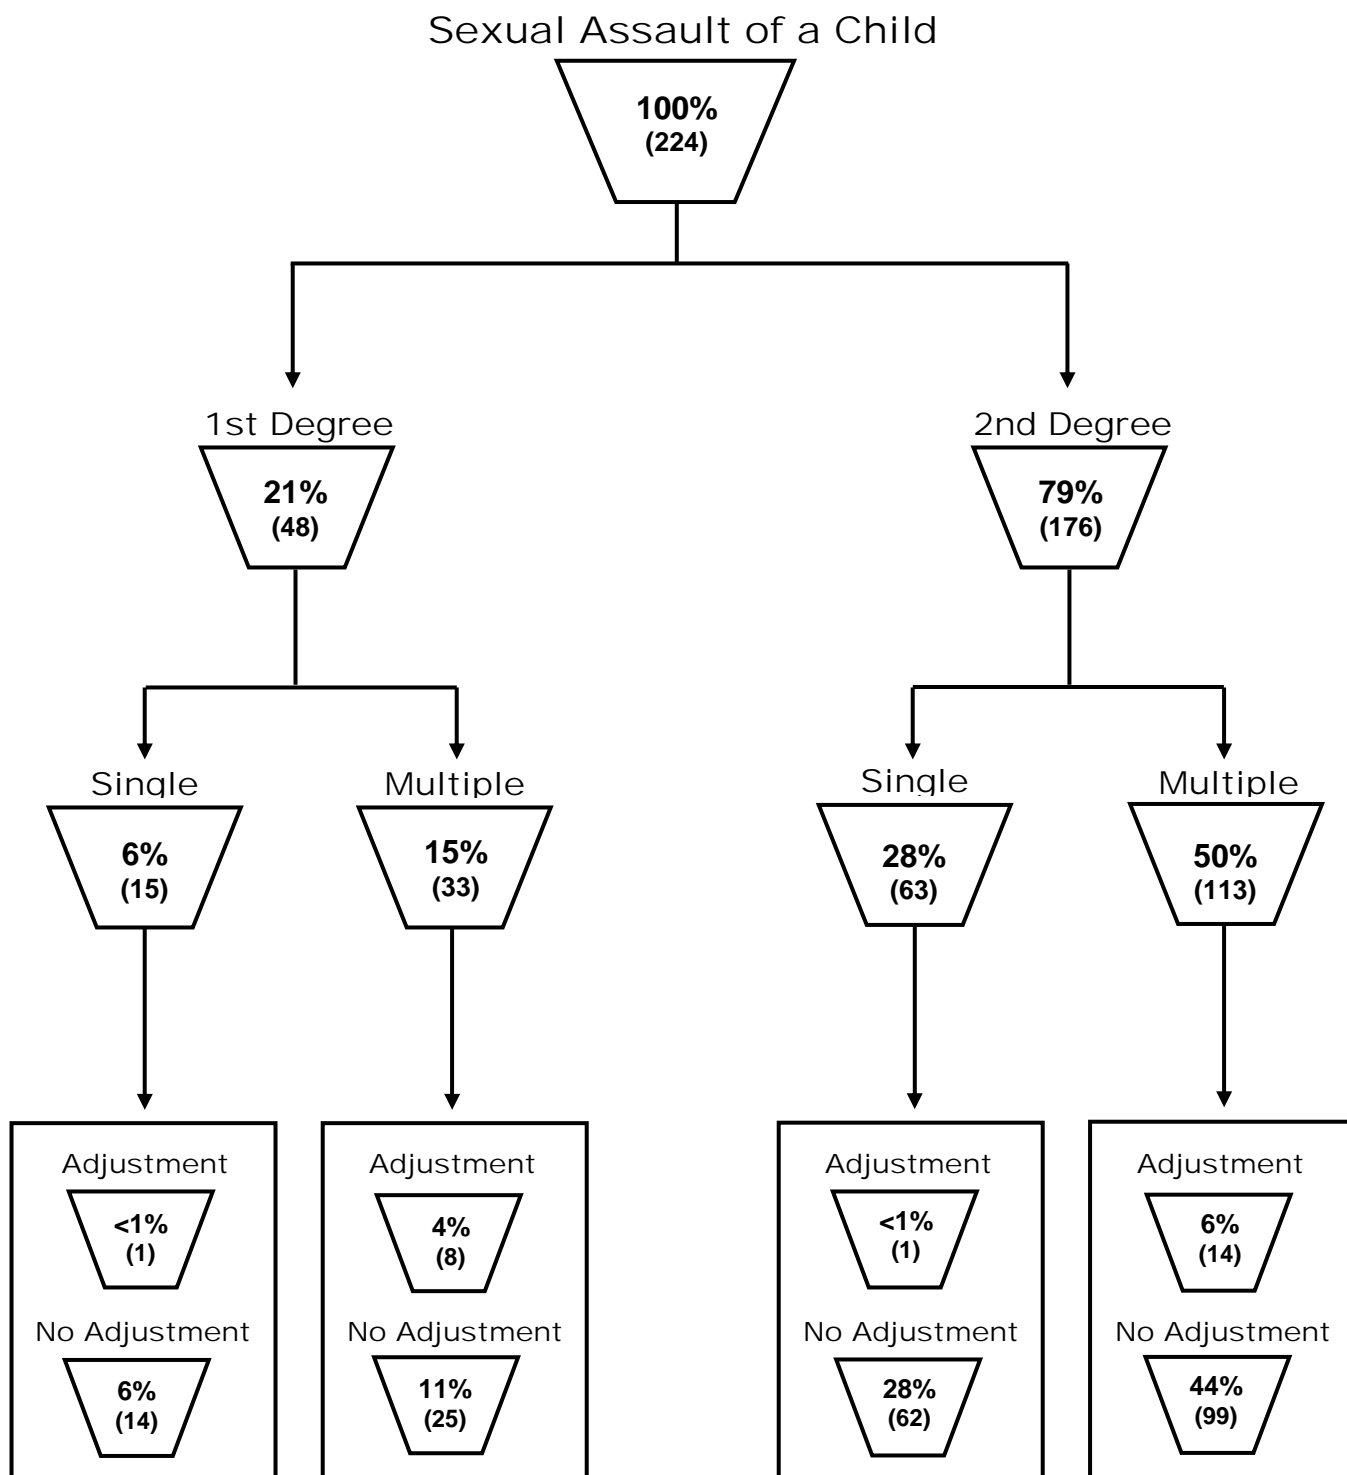 Sexual Assault of a Child
100%
(224)
1st Degree
21%
(48)
2nd Degree
79%
(176)
Single
6%
(15)
Multiple
15%
(33)
Single
28%
(63)
Multiple
50%
(113)
Adjustment
<1%
(1)
No Adjustment
6%
(14)
Adjustment
4%
(8)
No Adjustment
11%
(25)
Adjustment
<1%
(1)
No Adjustment
28%
(62)
Adjustment
6%
(14)
No Adjustment
44%
(99)